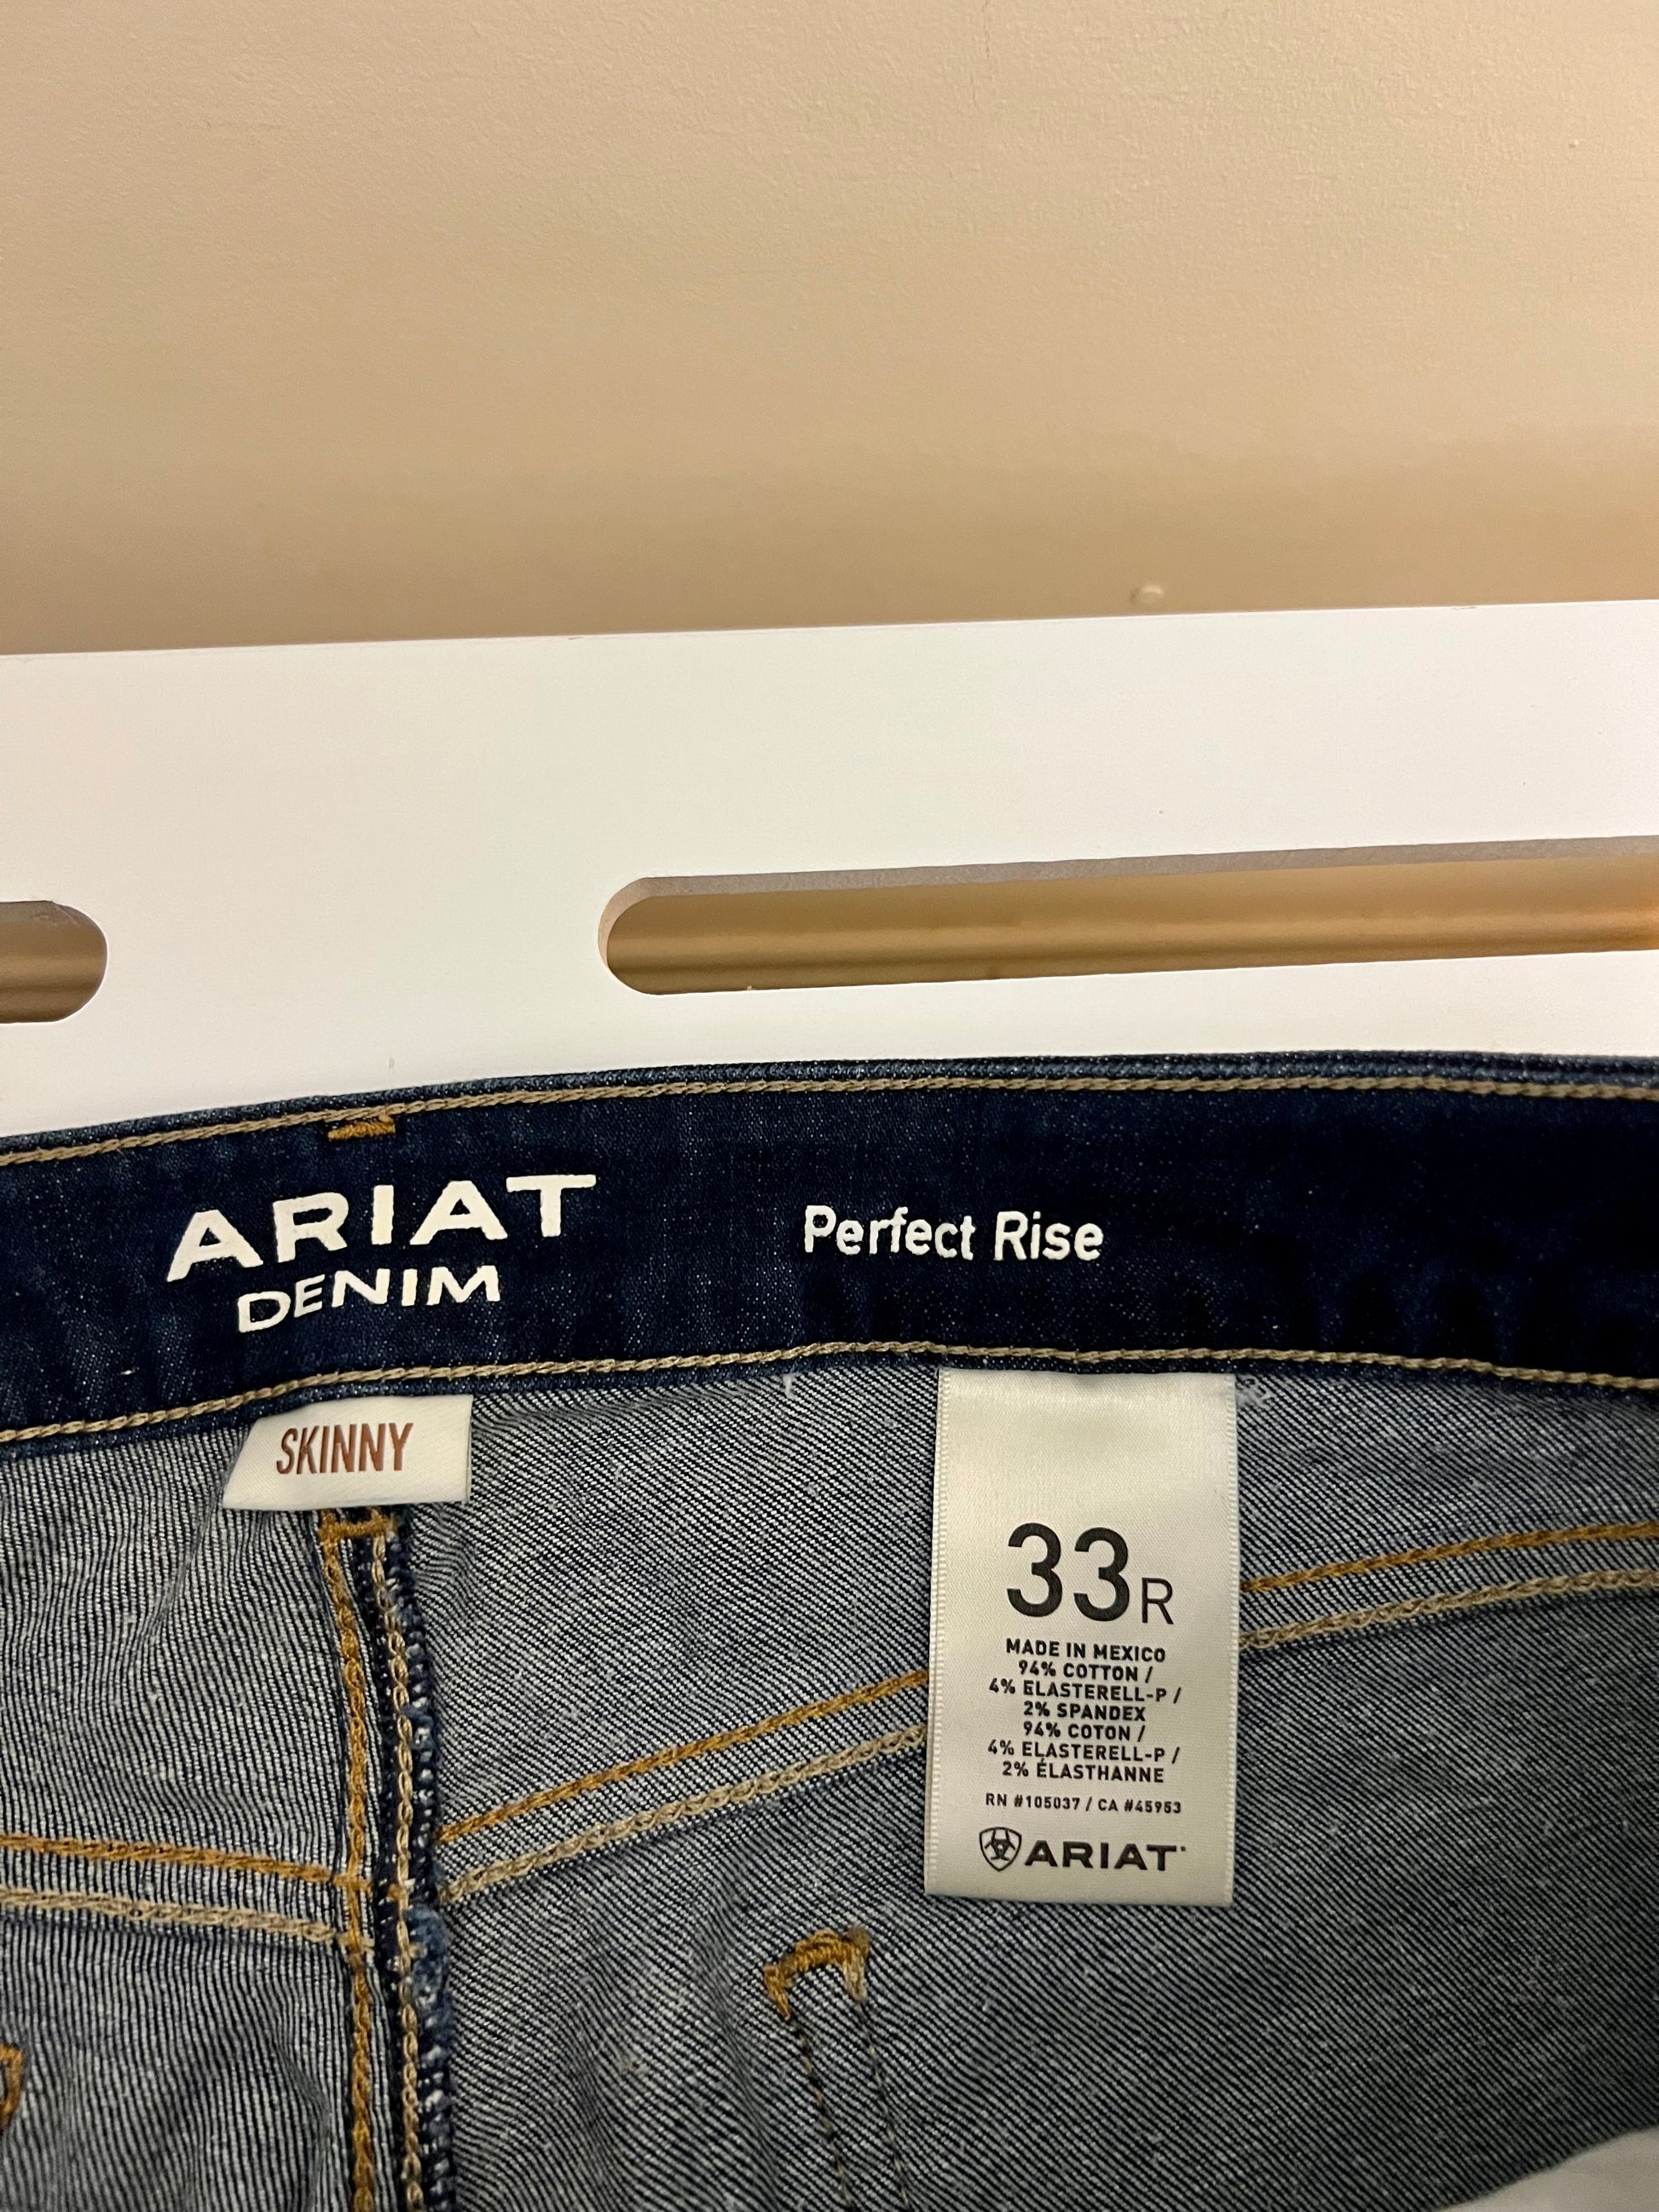 ARIAT
DENIM
Perfect Rise
SKINNY
33R
MADE IN MEXICO
94% COTTON /
4% ELASTERELL-P /
2% SPANDEX
94% COTON /
4% ELASTERELL-P /
2% ÉLASTHANNE
RN #105037 / CA #45953
ARIAT